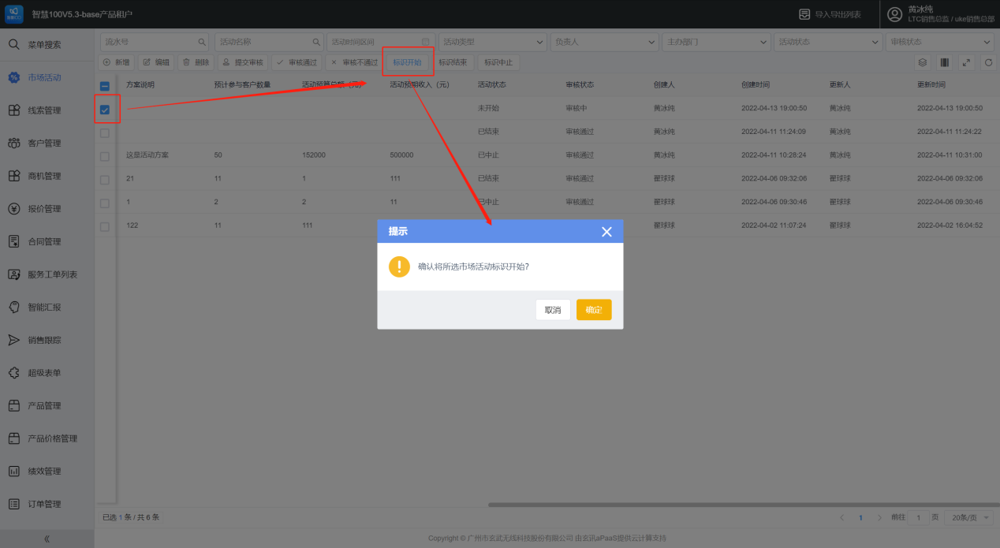 智慧100V5.3-base产品租户
导入导出列表
黄冰纯
LTC销售总监 / uke销售总部
菜单搜索
市场活动
线索管理
客户管理
商机管理
报价管理
合同管理
服务工单列表
智能汇报
销售跟踪
超级表单
产品管理
产品价格管理
绩效管理
订单管理
流水号 活动名称 活动时间区间 活动类型 负责人 主办部门 活动状态 审核状态
新增 编辑 删除 提交审核 审核通过 审核不通过 标识开始 标识结束 标识中止
方案说明 预计参与客户数量 活动预算总额（元） 活动预期收入（元） 活动状态 审核状态 创建人 创建时间 更新人 更新时间
未开始 审核中 黄冰纯 2022-04-13 19:00:50 黄冰纯 2022-04-13 19:00:50
已结束 审核通过 黄冰纯 2022-04-11 11:24:09 黄冰纯 2022-04-11 11:24:22
这是活动方案 50 152000 500000 已中止 审核通过 黄冰纯 2022-04-11 10:28:24 黄冰纯 2022-04-11 10:31:00
21 11 1 111 已结束 审核通过 翟球球 2022-04-06 09:32:06 翟球球 2022-04-06 09:32:06
1 2 2 11 已中止 审核通过 翟球球 2022-04-06 09:30:46 翟球球 2022-04-06 09:30:46
122 11 111 翟球球 2022-04-02 11:07:24 翟球球 2022-04-02 16:04:52
提示
确认将所选市场活动标识开始?
取消 确定
已选 1 条 / 共 6 条
1 前往 1 页 20条/页
Copyright © 广州市玄武无线科技股份有限公司 由玄讯aPaaS提供云计算支持